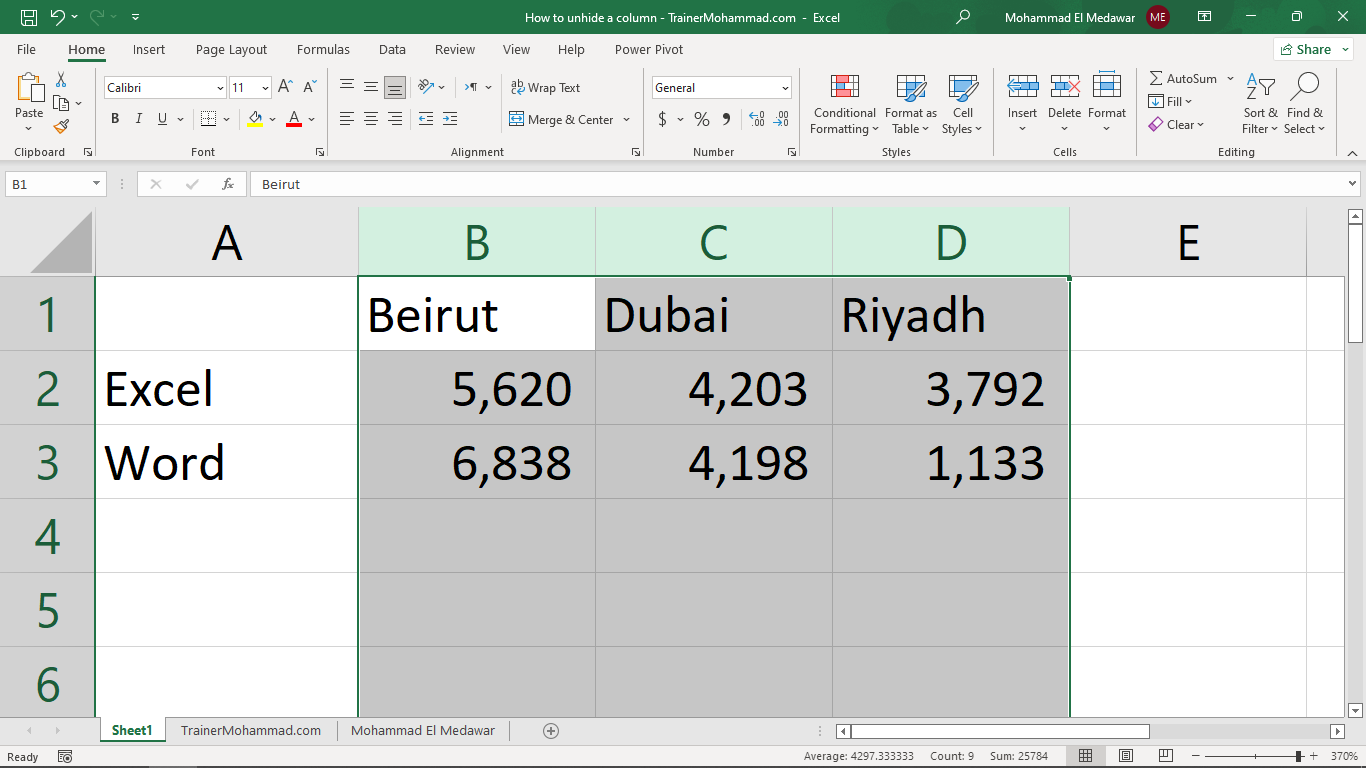 How to unhide a column - TrainerMohammad.com - Excel
Mohammad El Medawar ME
File Home Insert Page Layout Formulas Data Review View Help Power Pivot Share
Paste
Calibri 11
B I U A
Clipboard
Font
Wrap Text
Merge & Center
Alignment
General
$ % ,
Number
Conditional Formatting
Format as Table
Cell Styles
Styles
Insert
Delete
Format
Cells
AutoSum
Fill
Clear
Sort & Filter
Find & Select
Editing
B1 fx Beirut
A B C D E
1 Beirut Dubai Riyadh
2 Excel 5,620 4,203 3,792
3 Word 6,838 4,198 1,133
4
5
6
Sheet1 TrainerMohammad.com Mohammad El Medawar
Ready Average: 4297.333333 Count: 9 Sum: 25784 370%